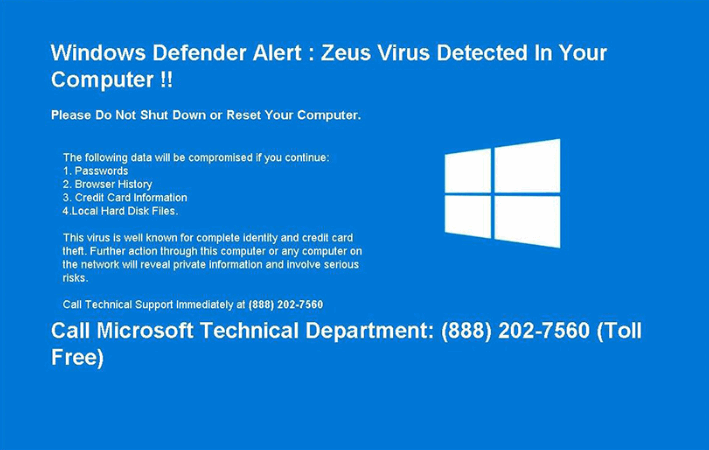 Windows Defender Alert : Zeus Virus Detected In Your
Computer !!
Please Do Not Shut Down or Reset Your Computer.
The following data will be compromised if you continue:
1. Passwords
2. Browser History
3. Credit Card Information
4.Local Hard Disk Files.
This virus is well known for complete identity and credit card
theft. Further action through this computer or any computer on
the network will reveal private information and involve serious
risks.
Call Technical Support Immediately at (888) 202-7560
Call Microsoft Technical Department: (888) 202-7560 (Toll
Free)